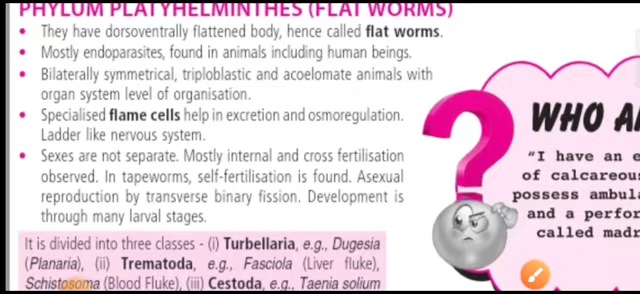 PHYLUM PLATYHELMINTHES (FLAT WORMS)
• They have dorsoventrally flattened body, hence called flat worms.
• Mostly endoparasites, found in animals including human beings.
• Bilaterally symmetrical, triploblastic and acoelomate animals with
organ system level of organisation.
• Specialised flame cells help in excretion and osmoregulation.
Ladder like nervous system.
• Sexes are not separate. Mostly internal and cross fertilisation
observed. In tapeworms, self-fertilisation is found. Asexual
reproduction by transverse binary fission. Development is
through many larval stages.
It is divided into three classes - (i) Turbellaria, e.g., Dugesia
(Planaria), (ii) Trematoda, e.g., Fasciola (Liver fluke),
Schistosoma (Blood Fluke), (iii) Cestoda, e.g., Taenia solium
WHO A
"I have an e
of calcareou
possess ambula
and a perfor
called madr